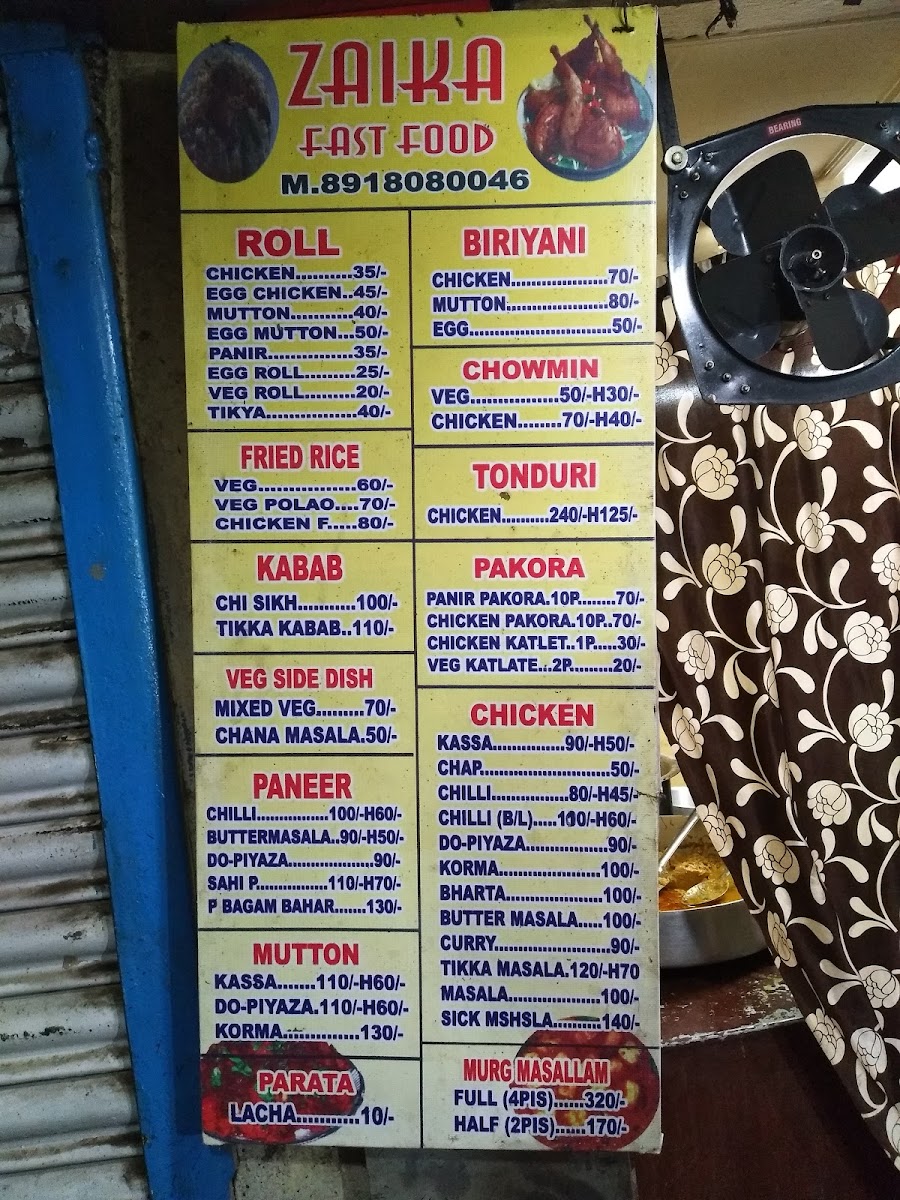 ZAIKA
FAST FOOD
M.8918080046
ROLL
CHICKEN...........35/-
EGG CHICKEN..45/-
MUTTON............40/-
EGG MUTTON...50/-
PANIR................35/-
EGG ROLL.........25/-
VEG ROLL.........20/-
TIKYA.................40/-
FRIED RICE
VEG.................60/-
VEG POLAO....70/-
CHICKEN F.....80/-
KABAB
CHI SIKH............100/-
TIKKA KABAB..110/-
VEG SIDE DISH
MIXED VEG.........70/-
CHANA MASALA.50/-
PANEER
CHILLI................100/-H60/-
BUTTERMASALA..90/-H50/-
DO-PIYAZA....................90/-
SAHI P...............110/-H70/-
P BAGAM BAHAR.......130/-
MUTTON
KASSA.......110/-H60/-
DO-PIYAZA.110/-H60/-
KORMA..............130/-
PARATA
LACHA............10/-
BIRIYANI
CHICKEN.....................70/-
MUTTON.....................80/-
EGG.............................50/-
CHOWMIN
VEG.................50/-H30/-
CHICKEN.........70/-H40/-
TONDURI
CHICKEN..........240/-H125/-
PAKORA
PANIR PAKORA.10P........70/-
CHICKEN PAKORA.10P..70/-
CHICKEN KATLET..1P.....30/-
VEG KATLATE...2P.........20/-
CHICKEN
KASSA...............90/-H50/-
CHAP...........................50/-
CHILLI................80/-H45/-
CHILLI (B/L).....100/-H60/-
DO-PIYAZA.......................90/-
KORMA.....................100/-
BHARTA....................100/-
BUTTER MASALA.....100/-
CURRY........................90/-
TIKKA MASALA.120/-H70
MASALA...................100/-
SICK MSHSLA..........140/-
MURG MASALLAM
FULL (4PIS)......320/-
HALF (2PIS)......170/-
BEARING